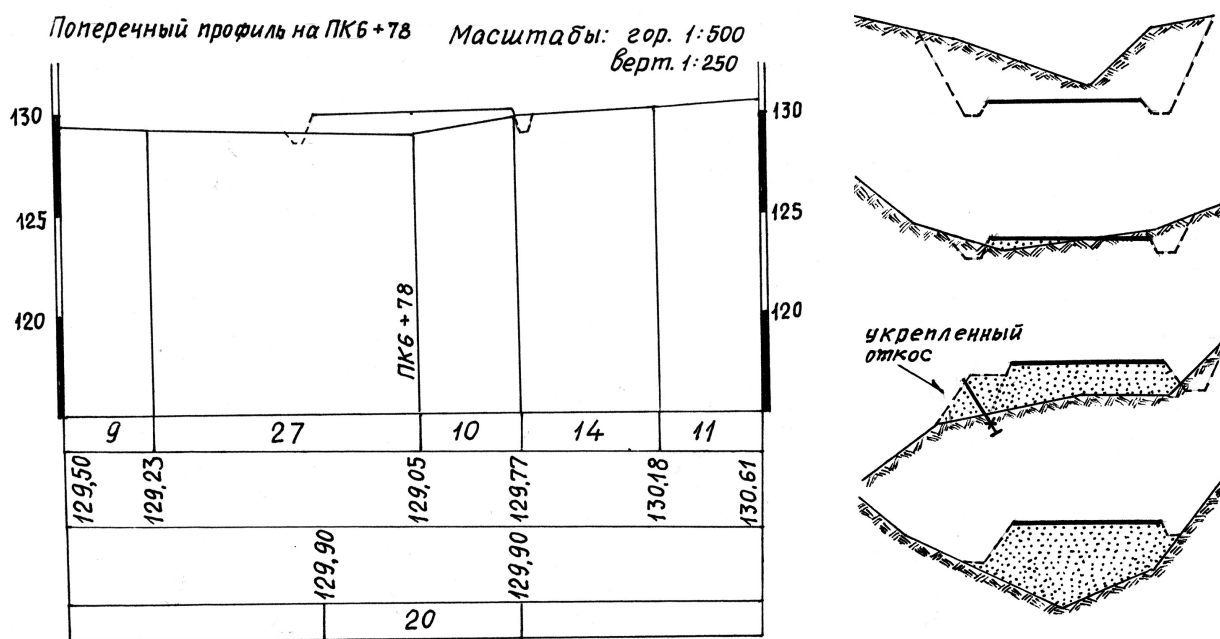 Поперечный профиль на ПК6+78
Масштабы: гор. 1:500
верт. 1:250
130
125
120
130
125
120
ПК6+78
9 27 10 14 11
129,50 129,23 129,05 129,77 130,18 130.61
129,90 129,90
20
укрепленный
откос